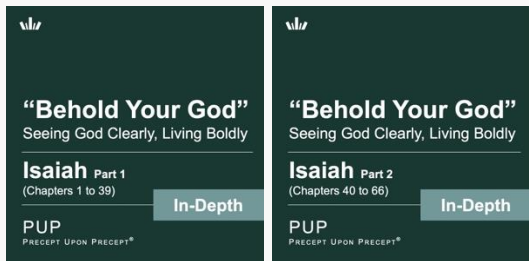 “Behold Your God”
Seeing God Clearly, Living Boldly
Isaiah Part 1
(Chapters 1 to 39)
In-Depth
PUP
PRECEPT UPON PRECEPT®
“Behold Your God”
Seeing God Clearly, Living Boldly
Isaiah Part 2
(Chapters 40 to 66)
In-Depth
PUP
PRECEPT UPON PRECEPT®